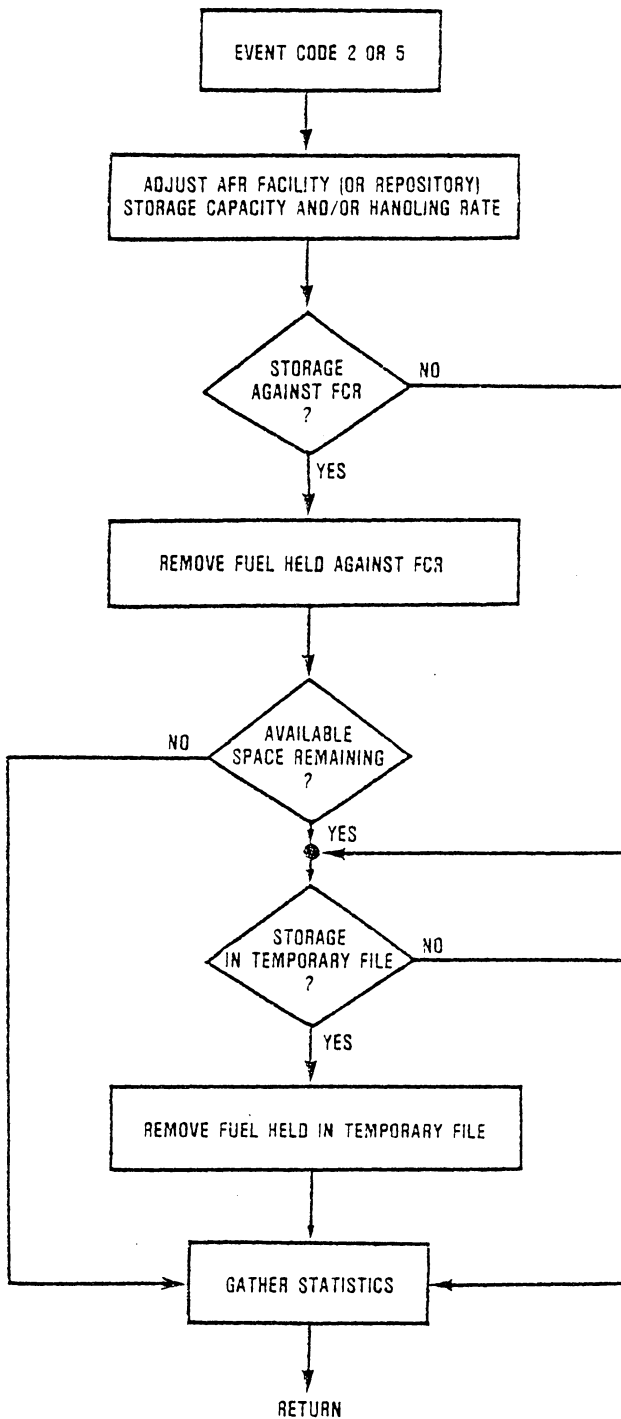 EVENT CODE 2 OR 5
ADJUST AFR FACILITY (OR REPOSITORY)
STORAGE CAPACITY AND/OR HANDLING RATE
STORAGE
AGAINST FCR
?
NO
YES
REMOVE FUEL HELD AGAINST FCR
AVAILABLE
SPACE REMAINING
?
NO
YES
STORAGE
IN TEMPORARY FILE
?
NO
YES
REMOVE FUEL HELD IN TEMPORARY FILE
GATHER STATISTICS
RETURN